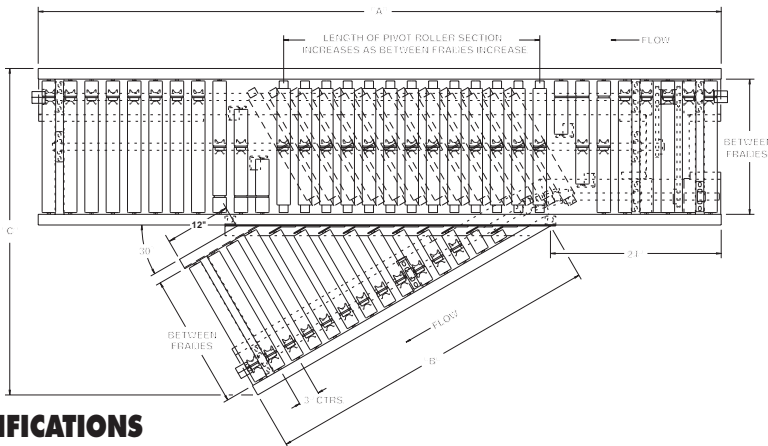 A
LENGTH OF PIVOT ROLLER SECTION
INCREASES AS BETWEEN FRAMES INCREASE
FLOW
BETWEEN
FRAMES
C
12"
30
BETWEEN
FRAMES
FLOW
B
3" CTRS.
IFICATIONS